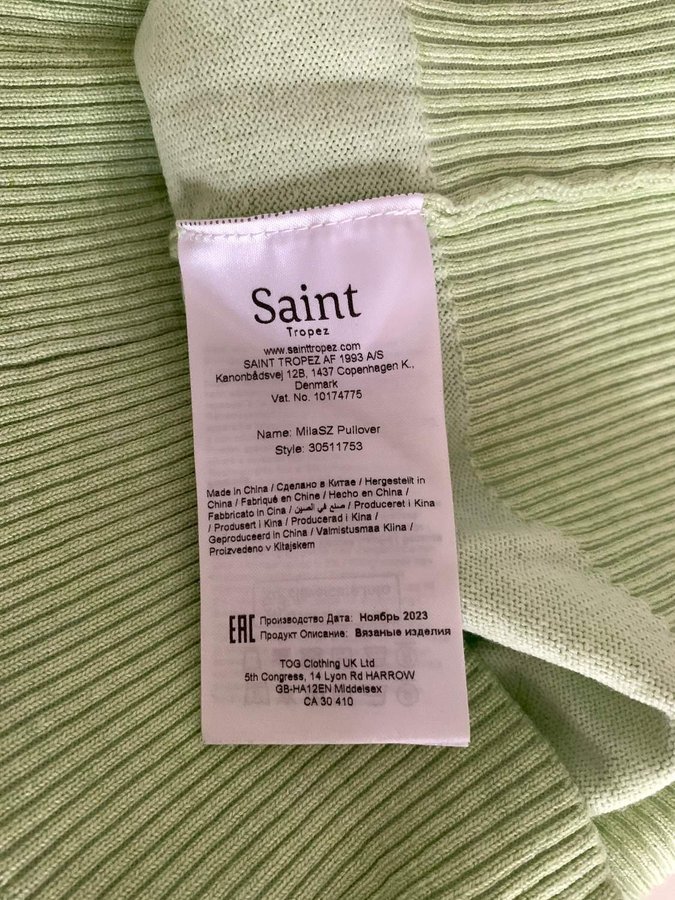 Saint
Tropez
www.sainttropez.com
SAINT TROPEZ AF 1993 A/S
Kanonbådsvej 12B, 1437 Copenhagen K.,
Denmark
Vat. No. 10174775
Name: MilaSZ Pullover
Style: 30511753
Made in China / Сделано в Китае / Hergestellt in
China / Fabriqué en Chine / Hecho en China /
Fabbricato in Cina / صنع في الصين / Produceret i Kina
/ Produsert i Kina / Producerad i Kina /
Geproduceerd in China / Valmistusmaa Kiina /
Proizvedeno v Kitajskem
EAC Производство Дата: Ноябрь 2023
Продукт Описание: Вязаные изделия
TOG Clothing UK Ltd
5th Congress, 14 Lyon Rd HARROW
GB-HA12EN Middelsex
CA 30 410